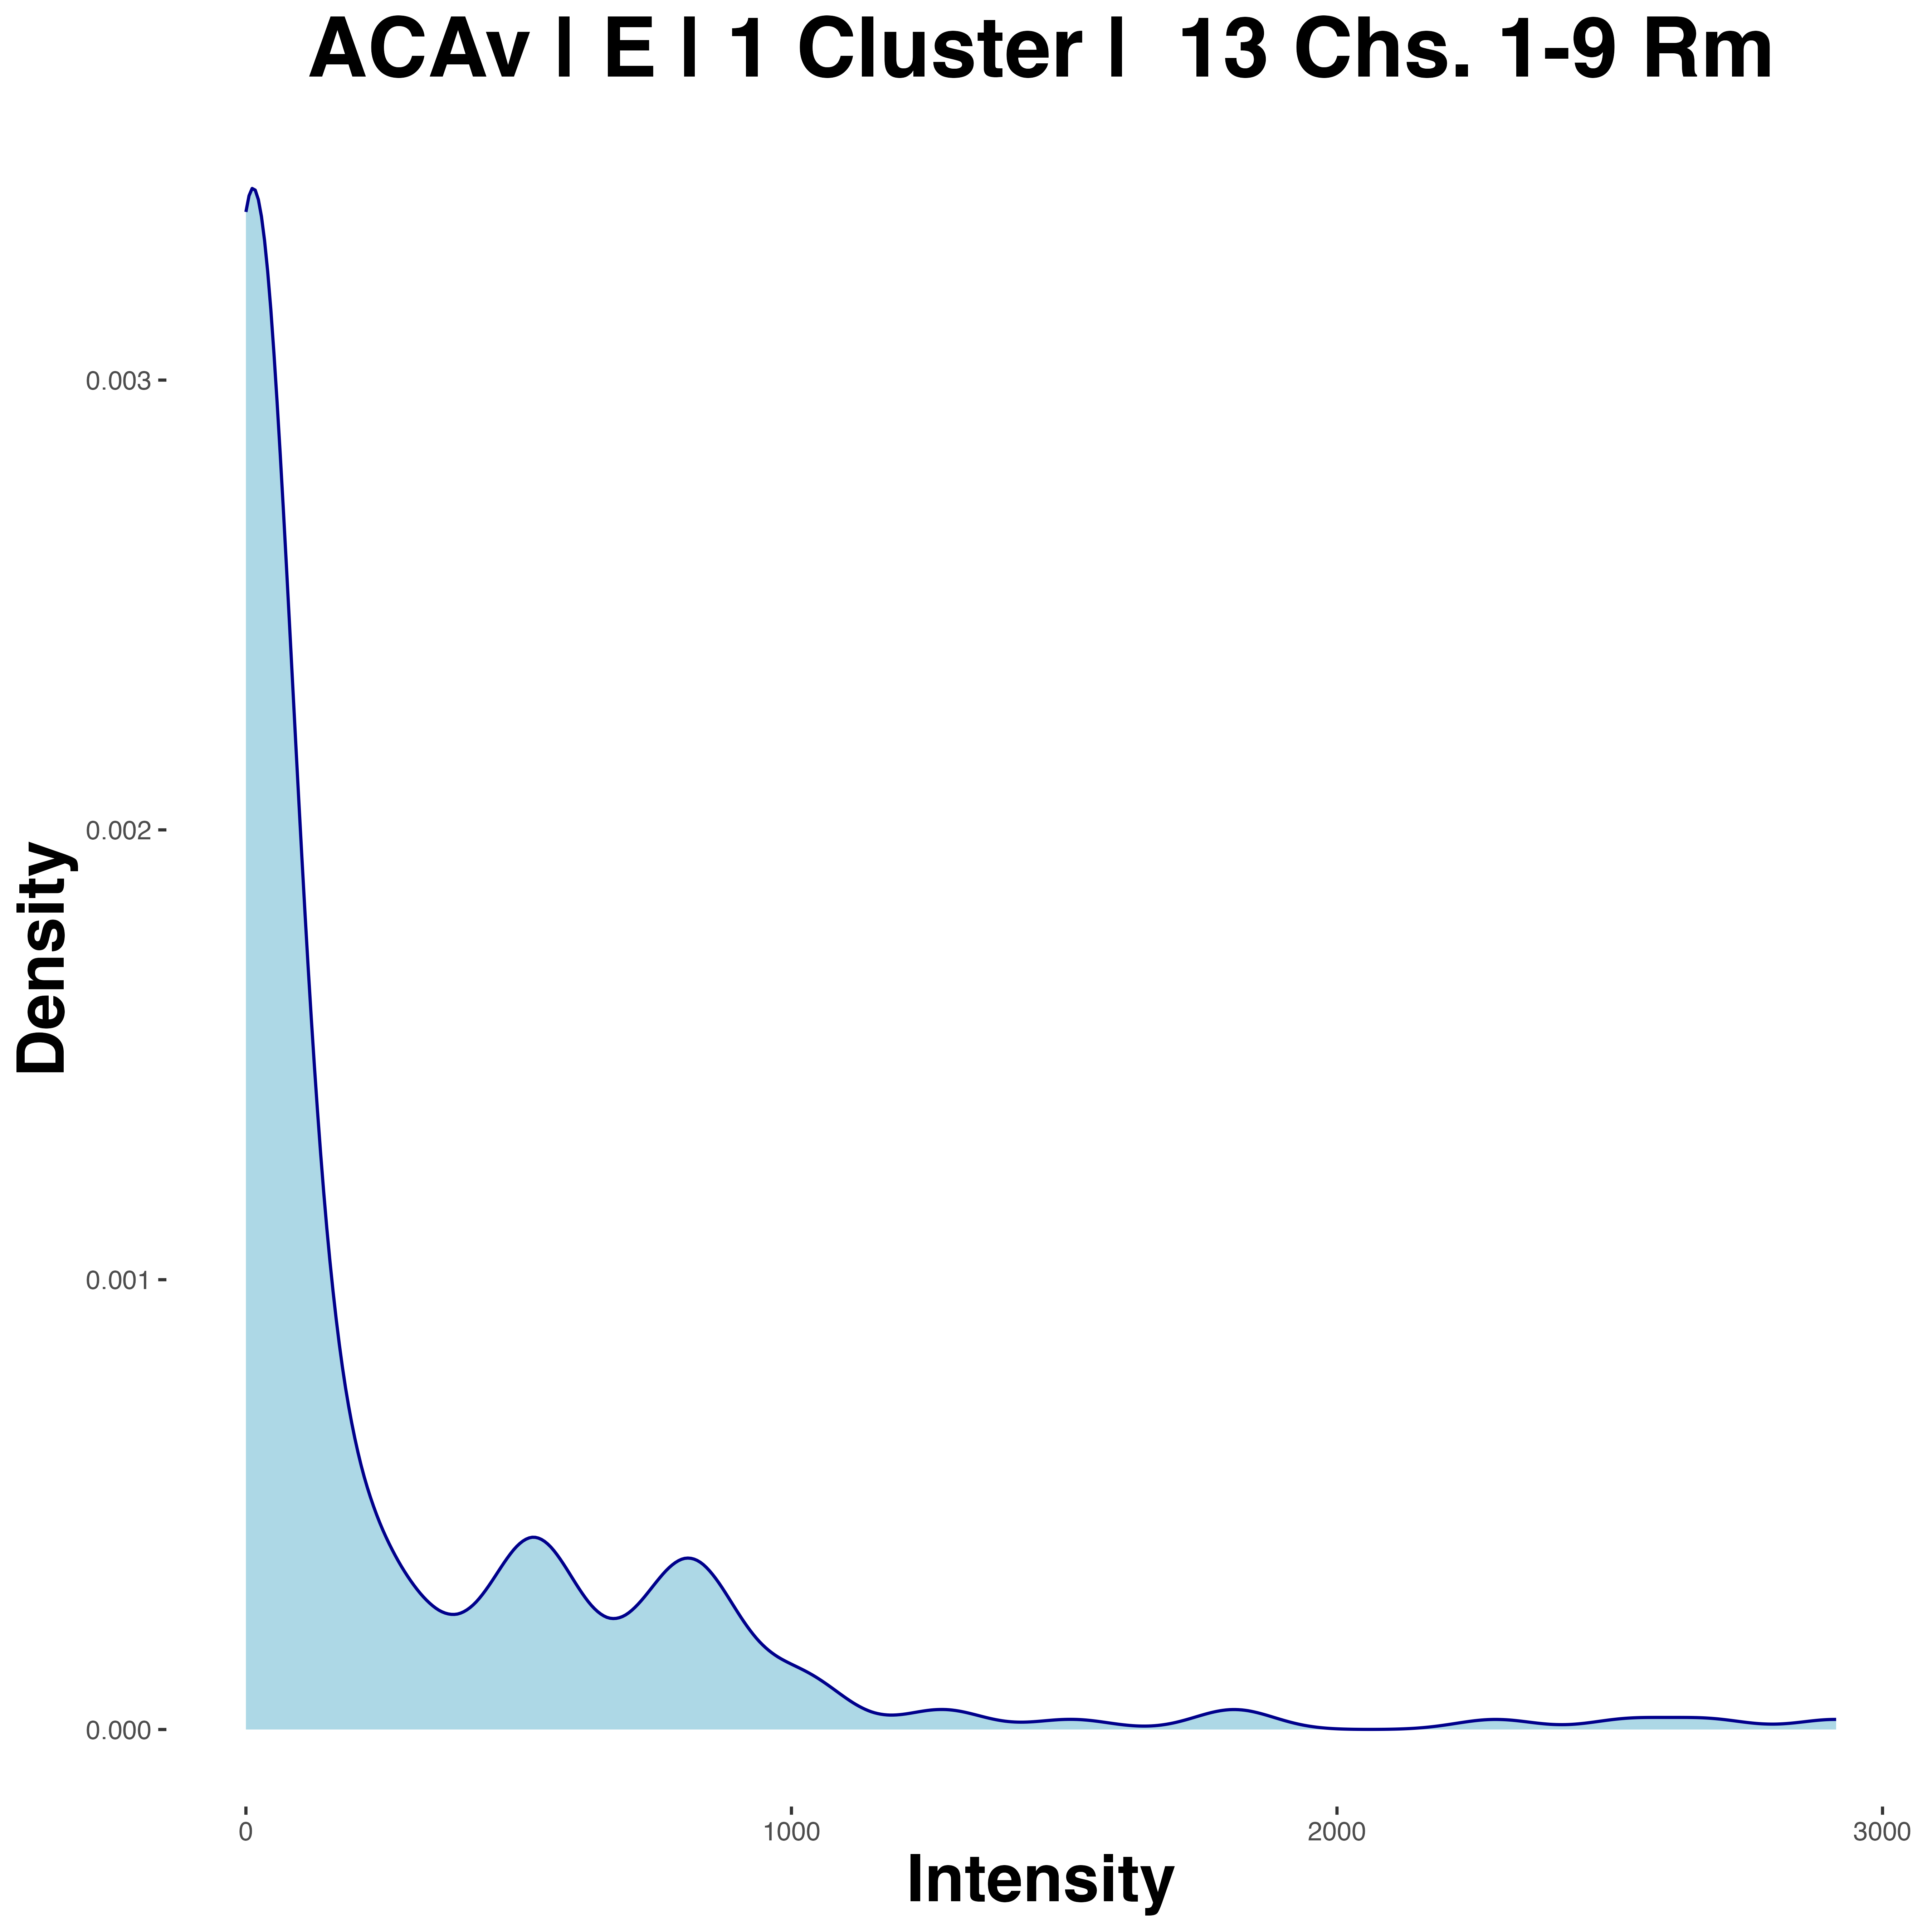 ACAv | E | 1 Cluster |  13 Chs. 1-9 Rm
0.003
0.002
0.001
0.000
Density
0
1000
2000
3000
Intensity